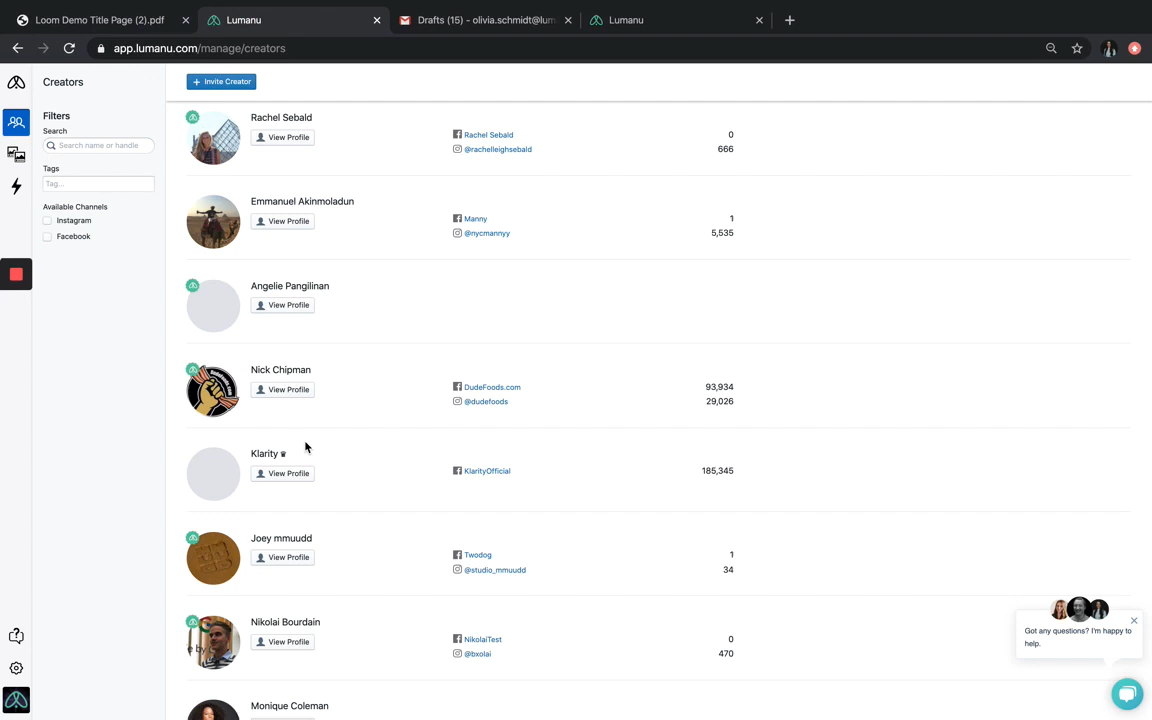 Loom Demo Title Page (2).pdf
Lumanu
Drafts (15) - olivia.schmidt@lum
Lumanu
app.lumanu.com/manage/creators
Creators
+ Invite Creator
Filters
Search
Search name or handle
Tags
Tag...
Available Channels
Instagram
Facebook
Rachel Sebald
View Profile
Rachel Sebald 0
@rachelleighsebald 666
Emmanuel Akinmoladun
View Profile
Manny 1
@nycmannyy 5,535
Angelie Pangilinan
View Profile
Nick Chipman
View Profile
DudeFoods.com 93,934
@dudefoods 29,026
Klarity
View Profile
KlarityOfficial 185,345
Joey mmuudd
View Profile
Twodog 1
@studio_mmuudd 34
Nikolai Bourdain
View Profile
NikolaiTest 0
@bxolai 470
Monique Coleman
Got any questions? I'm happy to
help.